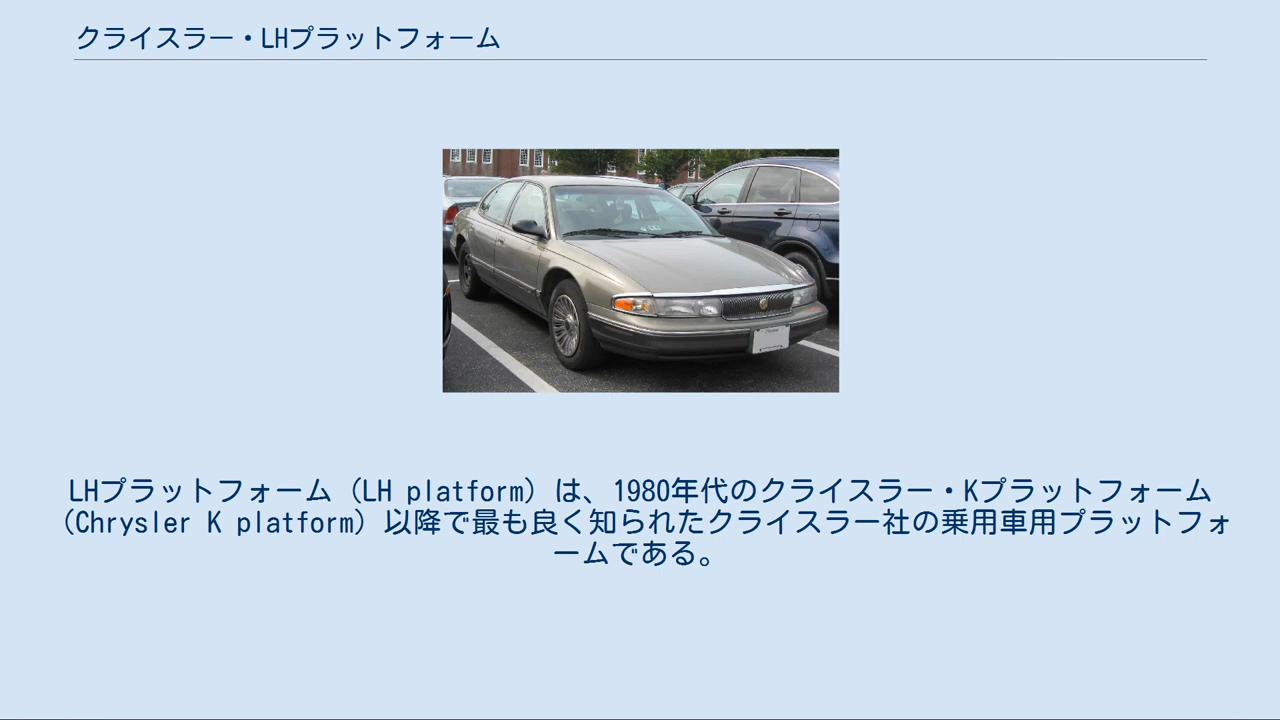 クライスラー・LHプラットフォーム
LHプラットフォーム（LH platform）は、1980年代のクライスラー・Kプラットフォーム
（Chrysler K platform）以降で最も良く知られたクライスラー社の乗用車用プラットフォ
ームである。